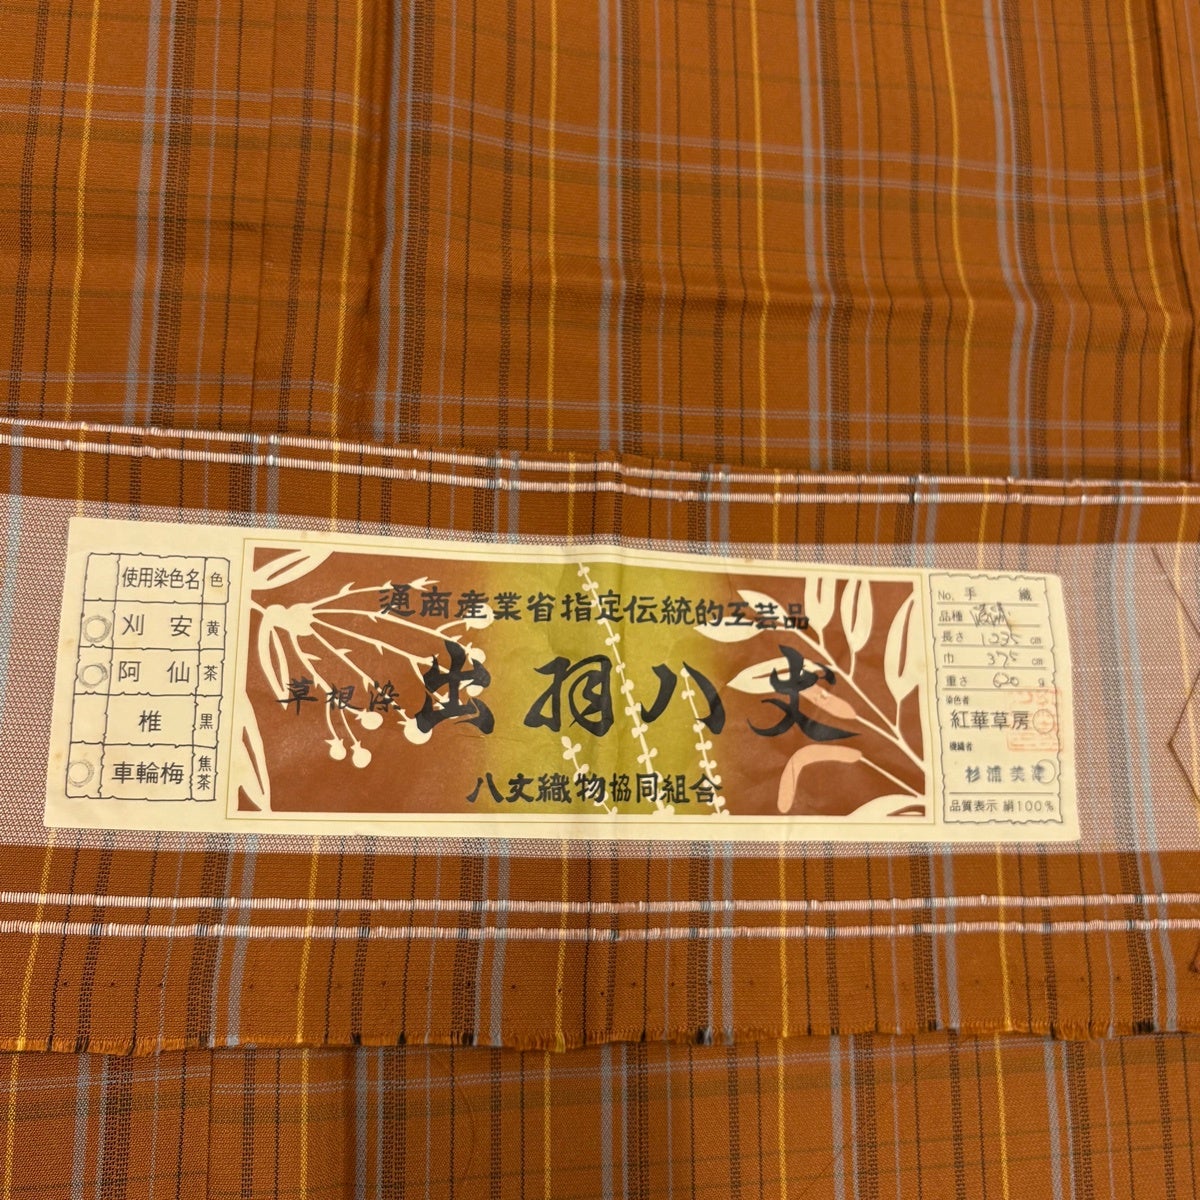 使用染色名 色
刈安 黄
阿仙 茶
椎 黒
車輪梅 焦茶
通商産業省指定伝統的工芸品
草根染 出羽八丈
八丈織物協同組合
No. 手織
品種
長さ 1235 cm
巾 37.5 cm
重さ 620 g
染色者
紅華草房
機織者
杉浦美津
品質表示 絹100%